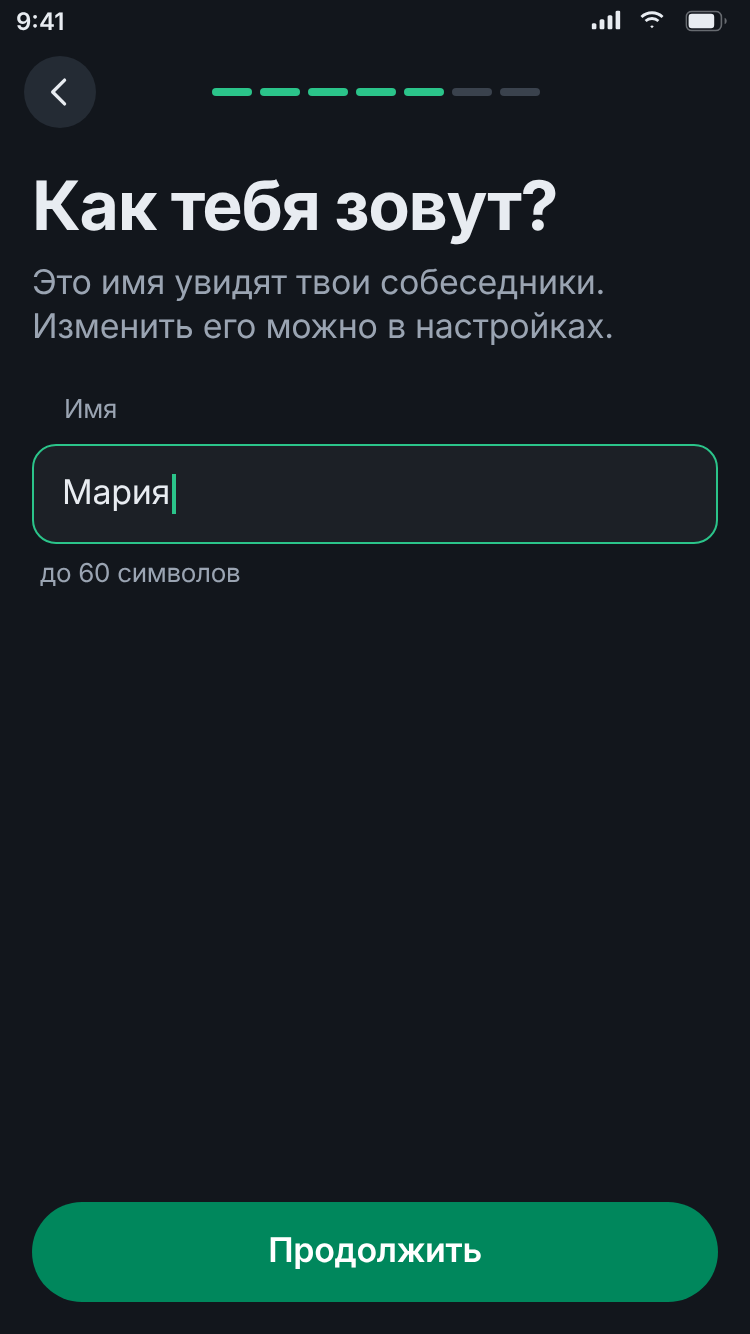 9:41
Как тебя зовут?
Это имя увидят твои собеседники.
Изменить его можно в настройках.
Имя
Мария
до 60 символов
Продолжить